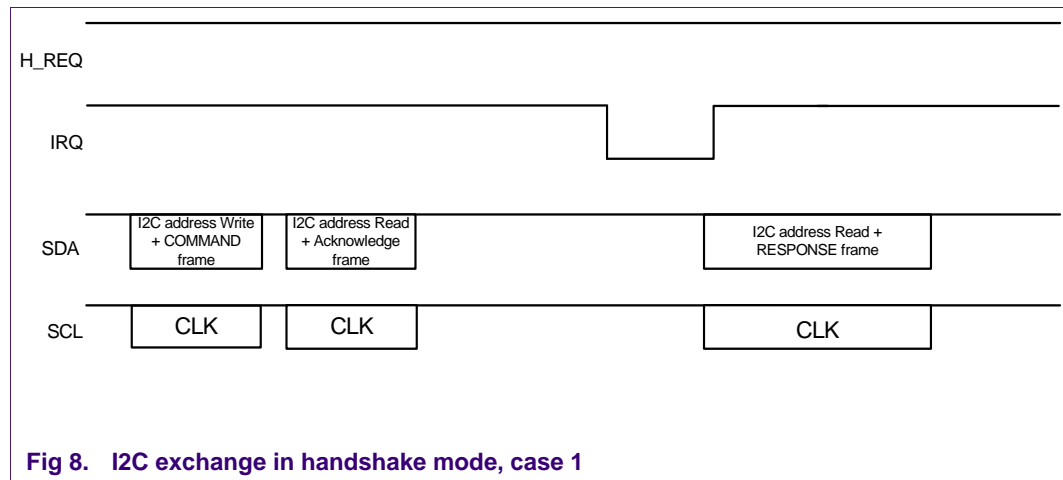 H_REQ
IRQ
SDA
I2C address Write
+ COMMAND
frame
I2C address Read
+ Acknowledge
frame
I2C address Read +
RESPONSE frame
SCL
CLK
CLK
CLK
Fig 8. I2C exchange in handshake mode, case 1